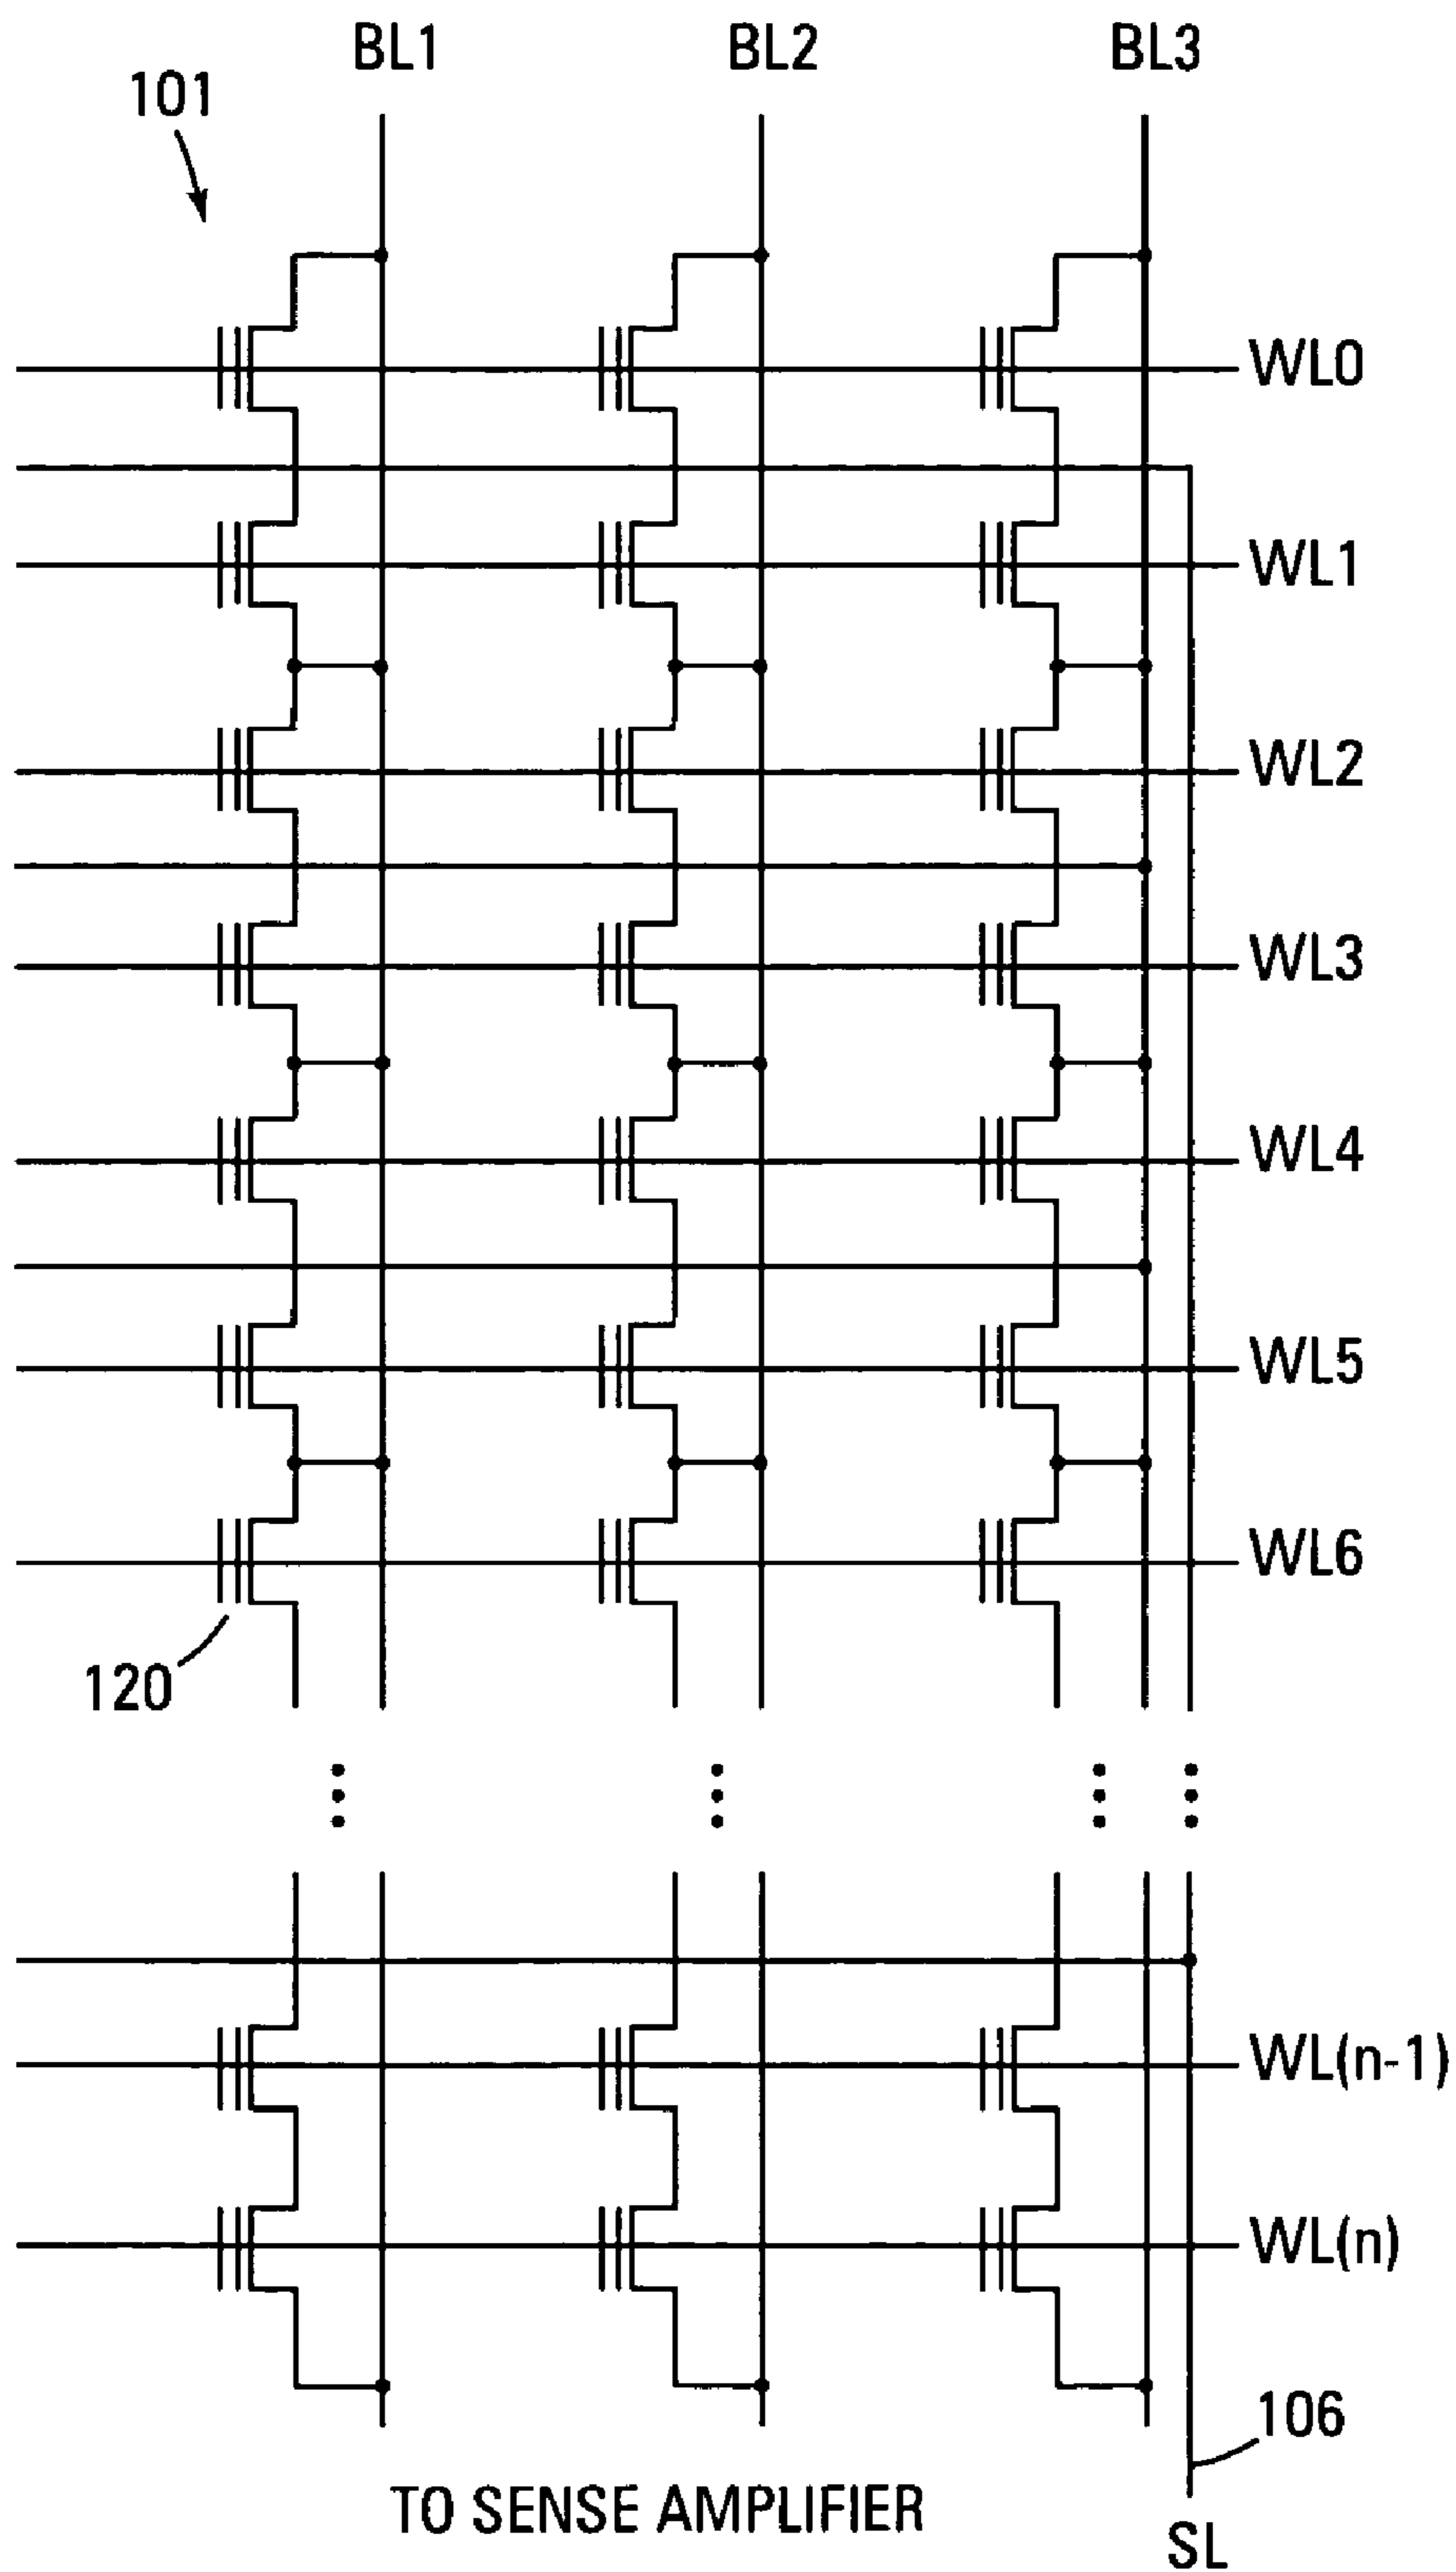 BL1 BL2 BL3
101
WL0
WL1
WL2
WL3
WL4
WL5
WL6
120
WL(n-1)
WL(n)
106
TO SENSE AMPLIFIER
SL